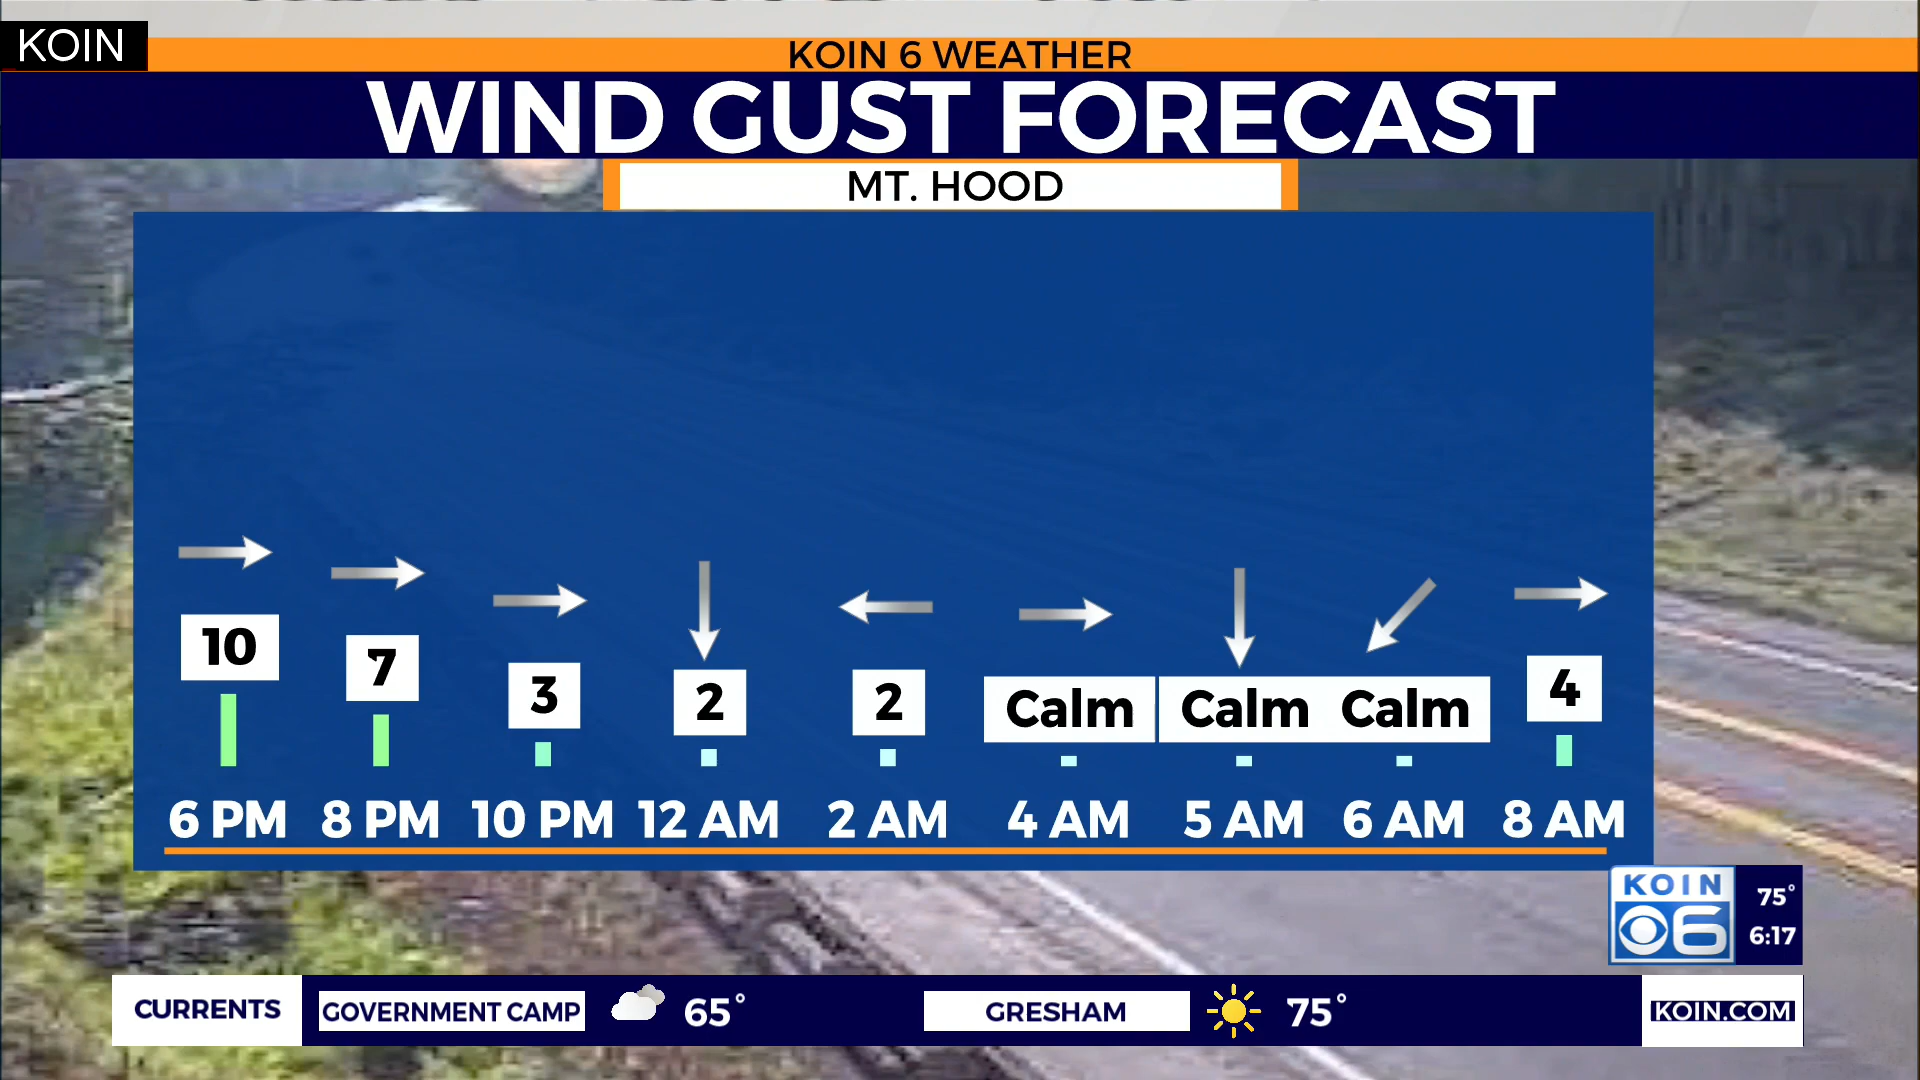 KOIN
KOIN 6 WEATHER
WIND GUST FORECAST
MT. HOOD
10 7 3 2 2 Calm Calm Calm 4
6 PM 8 PM 10 PM 12 AM 2 AM 4 AM 5 AM 6 AM 8 AM
KOIN 6
75°
6:17
CURRENTS GOVERNMENT CAMP 65° GRESHAM 75° KOIN.COM